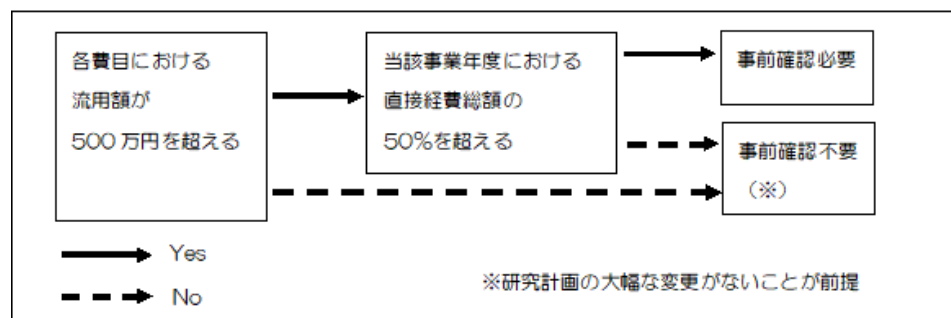 各費目における
流用額が
500万円を超える
当該事業年度における
直接経費総額の
50%を超える
事前確認必要
事前確認不要
（※）
Yes
No
※研究計画の大幅な変更がないことが前提